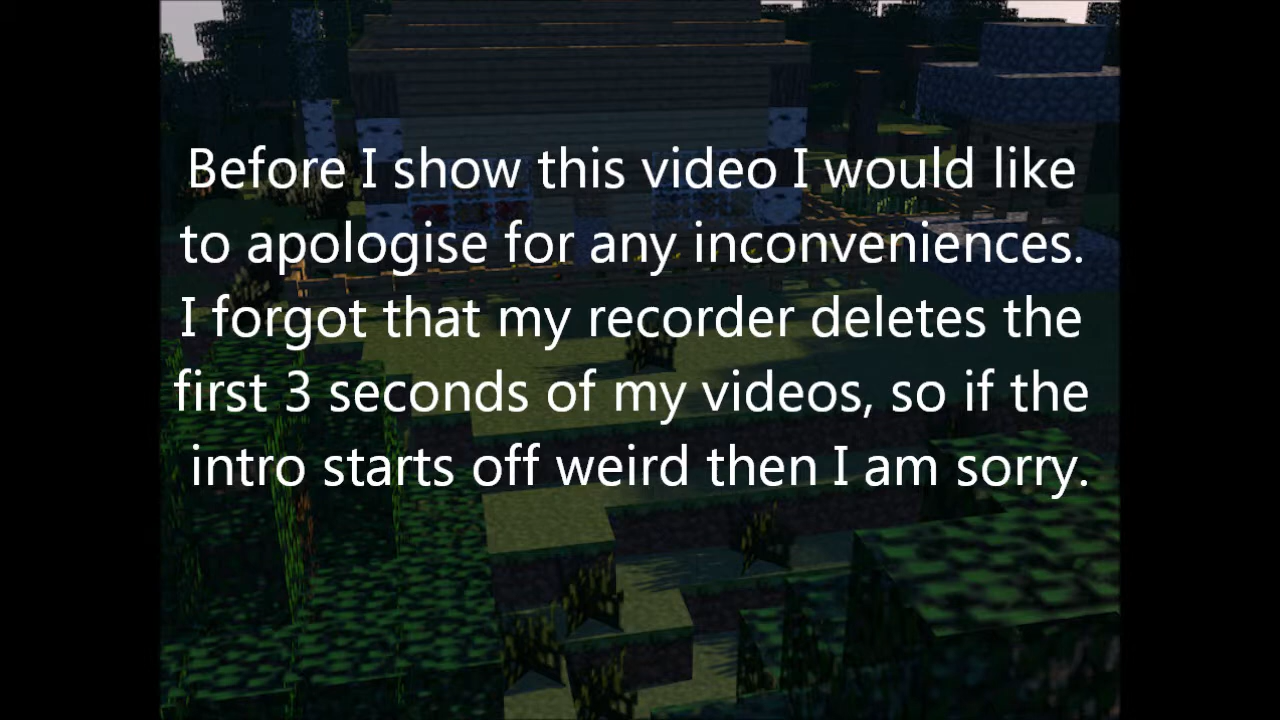 Before I show this video I would like
to apologise for any inconveniences.
I forgot that my recorder deletes the
first 3 seconds of my videos, so if the
intro starts off weird then I am sorry.